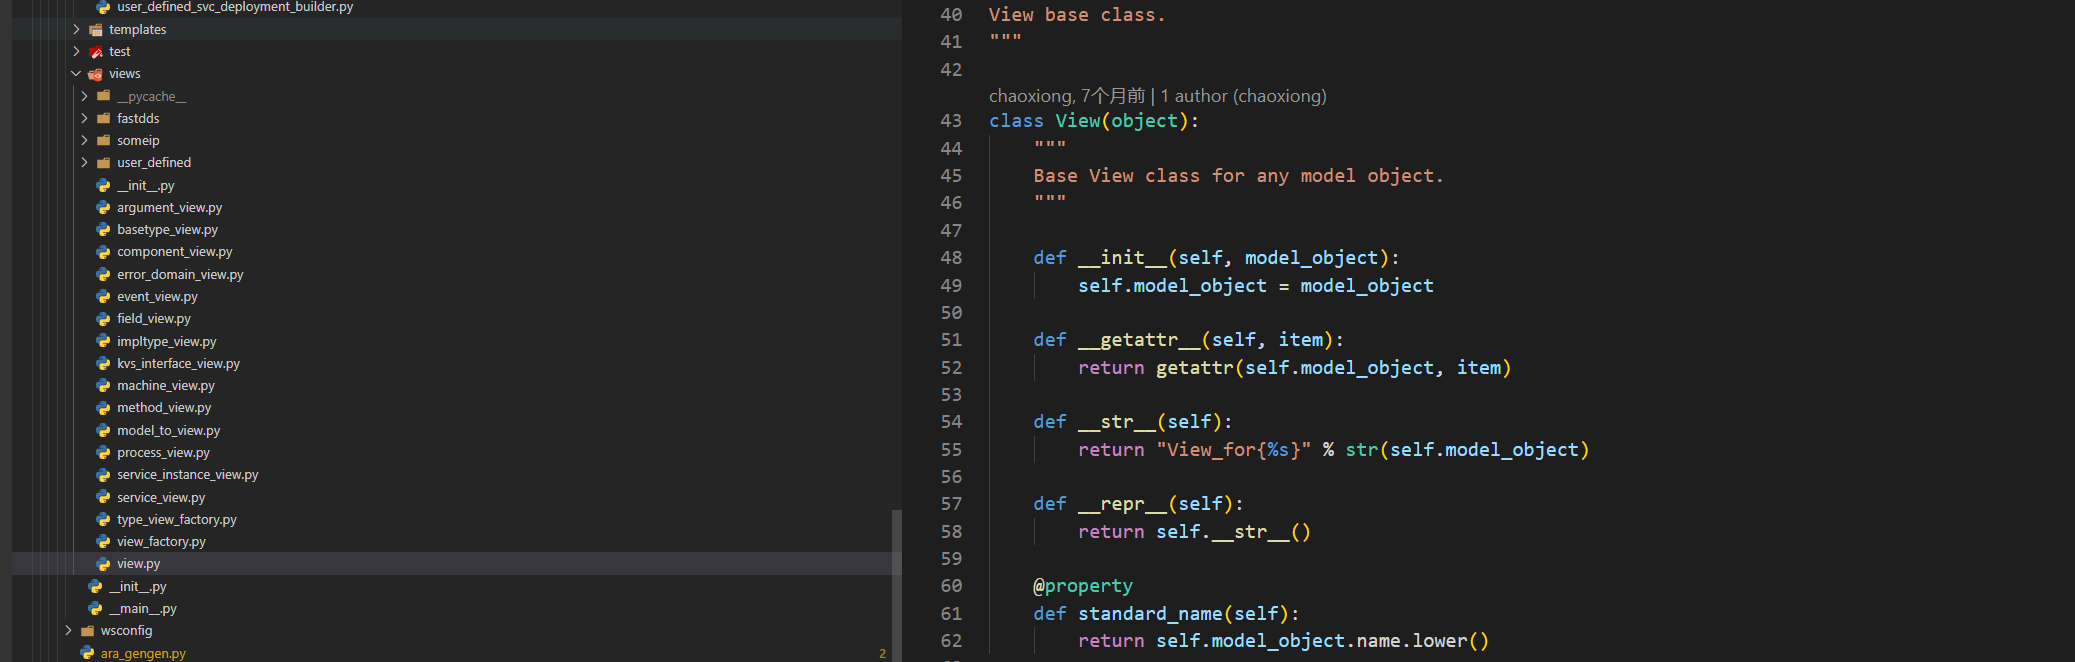 user_defined_svc_deployment_builder.py
templates
test
views
__pycache__
fastdds
someip
user_defined
__init__.py
argument_view.py
basetype_view.py
component_view.py
error_domain_view.py
event_view.py
field_view.py
impltype_view.py
kvs_interface_view.py
machine_view.py
method_view.py
model_to_view.py
process_view.py
service_instance_view.py
service_view.py
type_view_factory.py
view_factory.py
view.py
__init__.py
__main__.py
wsconfig
ara_gengen.py 2
40 View base class.
41 """
42
chaoxiong, 7个月前 | 1 author (chaoxiong)
43 class View(object):
44 """
45 Base View class for any model object.
46 """
47
48 def __init__(self, model_object):
49 self.model_object = model_object
50
51 def __getattr__(self, item):
52 return getattr(self.model_object, item)
53
54 def __str__(self):
55 return "View_for{%s}" % str(self.model_object)
56
57 def __repr__(self):
58 return self.__str__()
59
60 @property
61 def standard_name(self):
62 return self.model_object.name.lower()